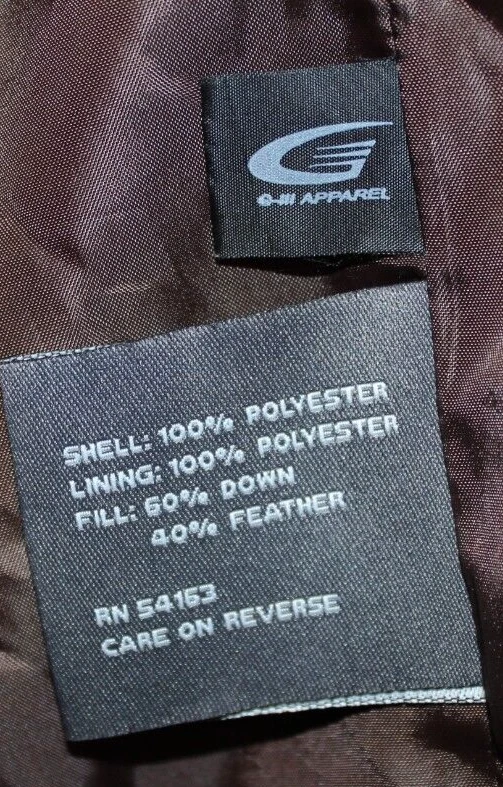 G-III APPAREL
SHELL: 100% POLYESTER
LINING: 100% POLYESTER
FILL: 60% DOWN
40% FEATHER
RN 54163
CARE ON REVERSE